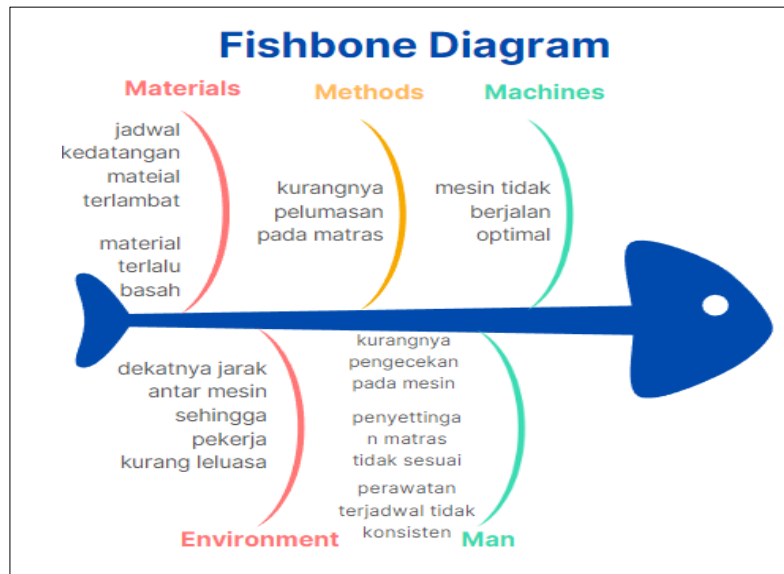 Fishbone Diagram
Materials
jadwal
kedatangan
mateial
terlambat
material
terlalu
basah
Methods
kurangnya
pelumasan
pada matras
Machines
mesin tidak
berjalan
optimal
dekatnya jarak
antar mesin
sehingga
pekerja
kurang leluasa
Environment
kurangnya
pengecekan
pada mesin
penyettinga
n matras
tidak sesuai
perawatan
terjadwal tidak
konsisten
Man